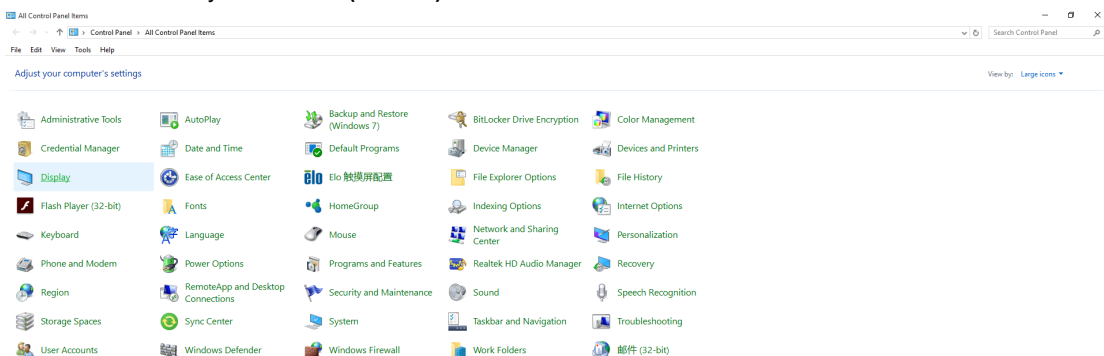 All Control Panel Items
Control Panel › All Control Panel Items
Search Control Panel
File Edit View Tools Help
Adjust your computer's settings
View by: Large icons
Administrative Tools
AutoPlay
Backup and Restore
(Windows 7)
BitLocker Drive Encryption
Color Management
Credential Manager
Date and Time
Default Programs
Device Manager
Devices and Printers
Display
Ease of Access Center
elo Elo 触摸屏配置
File Explorer Options
File History
Flash Player (32-bit)
Fonts
HomeGroup
Indexing Options
Internet Options
Keyboard
Language
Mouse
Network and Sharing
Center
Personalization
Phone and Modem
Power Options
Programs and Features
Realtek HD Audio Manager
Recovery
Region
RemoteApp and Desktop
Connections
Security and Maintenance
Sound
Speech Recognition
Storage Spaces
Sync Center
System
Taskbar and Navigation
Troubleshooting
User Accounts
Windows Defender
Windows Firewall
Work Folders
邮件 (32-bit)